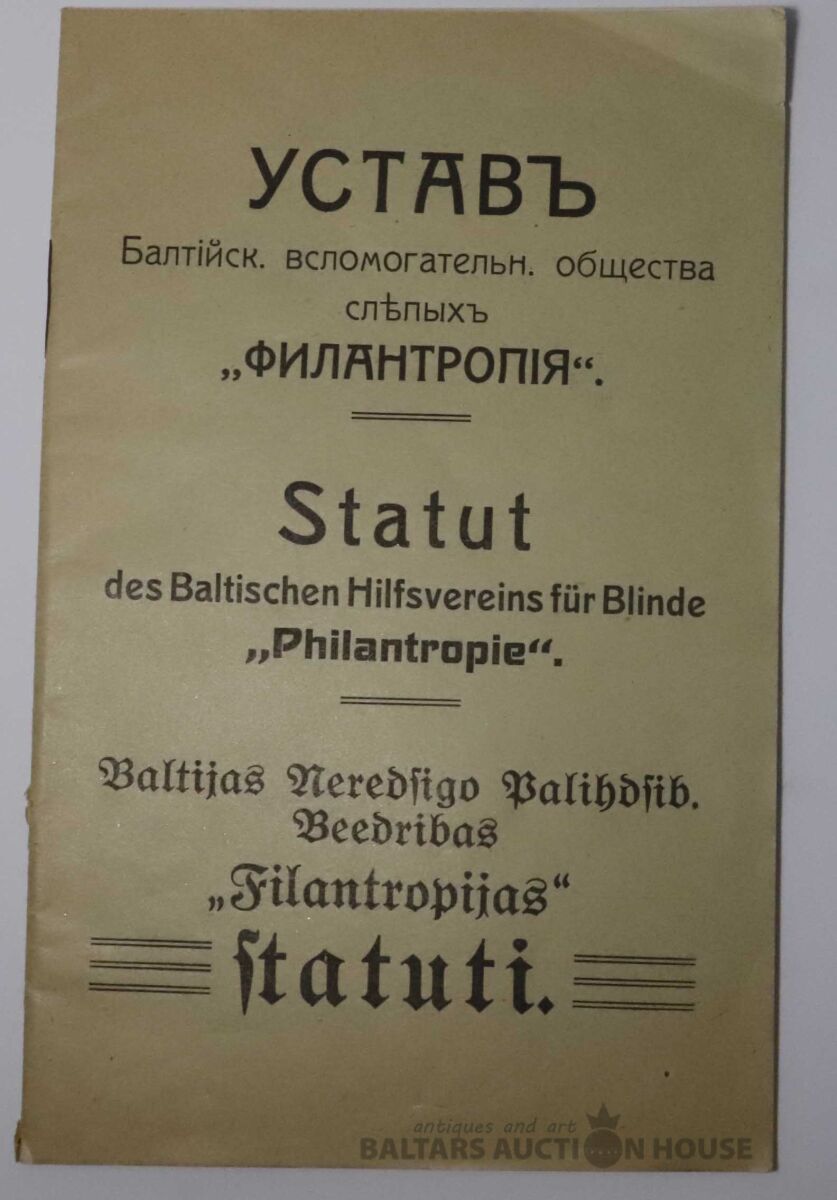 УСТАВЪ
Балтійск. вспомогательн. общества
слѣпыхъ
„ФИЛАНТРОПІЯ“.
Statut
des Baltischen Hilfsvereins für Blinde
„Philantropie“.
Baltijas Neredſigo Palihdſib.
Beedribas
„Filantropijas“
ſtatuti.
antiques and art
BALTARS AUCTION HOUSE